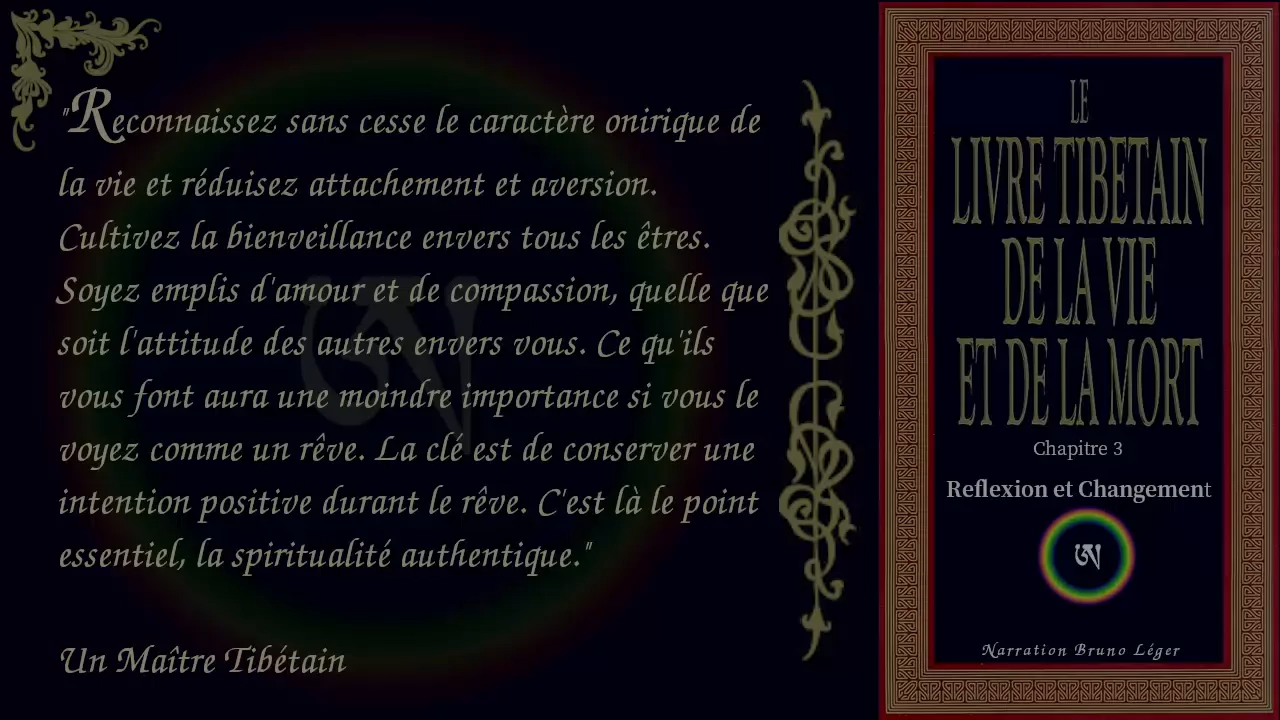 "Reconnaissez sans cesse le caractère onirique de
la vie et réduisez attachement et aversion.
Cultivez la bienveillance envers tous les êtres.
Soyez emplis d'amour et de compassion, quelle que
soit l'attitude des autres envers vous. Ce qu'ils
vous font aura une moindre importance si vous le
voyez comme un rêve. La clé est de conserver une
intention positive durant le rêve. C'est là le point
essentiel, la spiritualité authentique."
Un Maître Tibétain
LE
LIVRE TIBETAIN
DE LA VIE
ET DE LA MORT
Chapitre 3
Reflexion et Changement
ༀ
Narration Bruno Léger